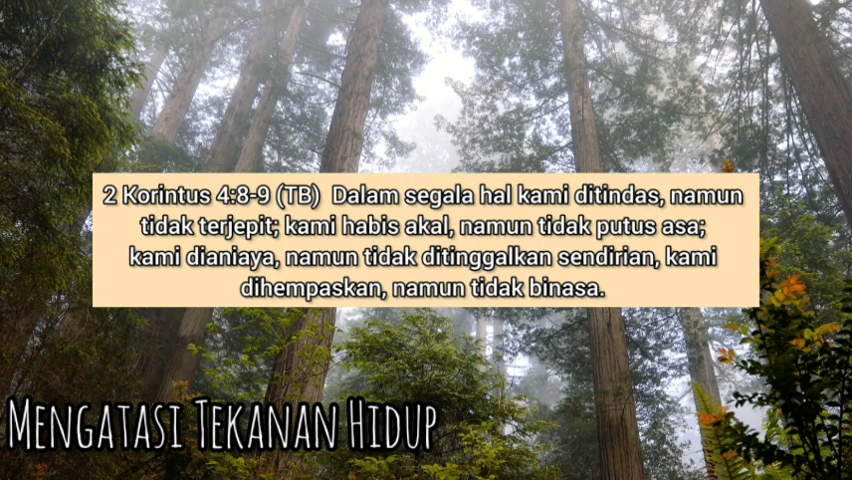 2 Korintus 4:8-9 (TB)  Dalam segala hal kami ditindas, namun
tidak terjepit; kami habis akal, namun tidak putus asa;
kami dianiaya, namun tidak ditinggalkan sendirian, kami
dihempaskan, namun tidak binasa.
Mengatasi Tekanan Hidup